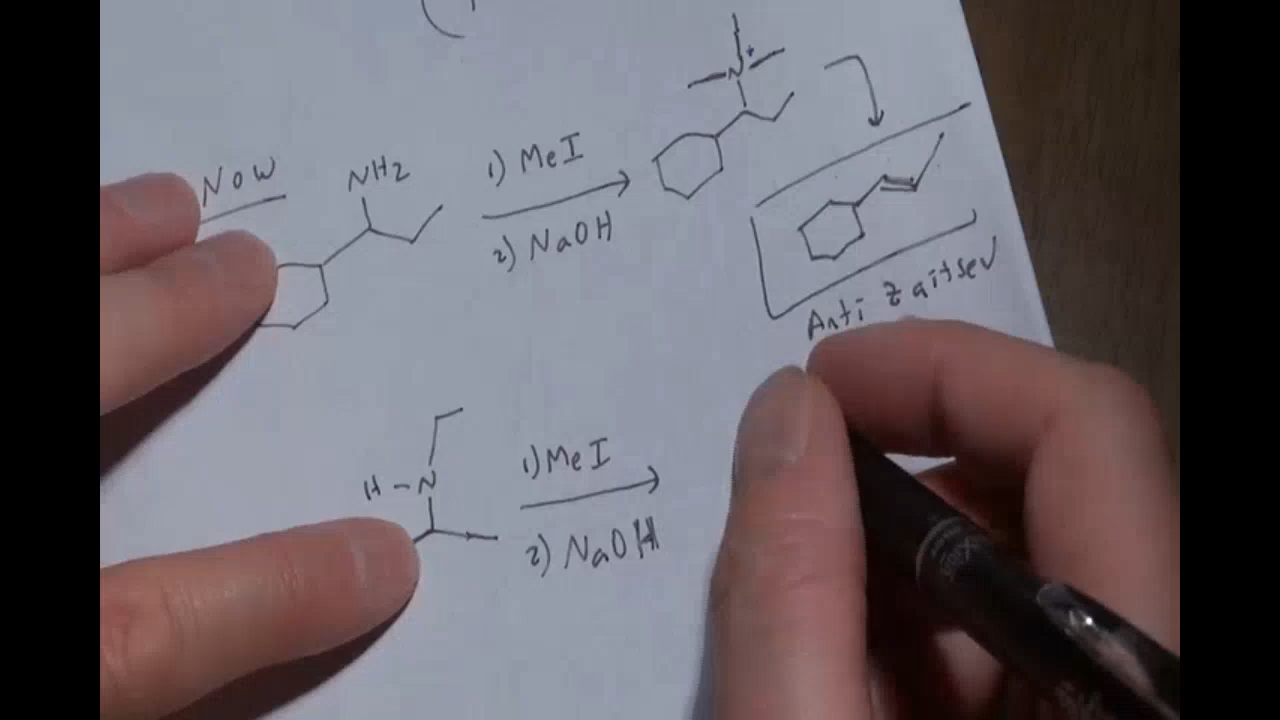 NOW
NH2
1) MeI
2) NaOH
N+
Anti Zaitsev
H-N
1) MeI
2) NaOH